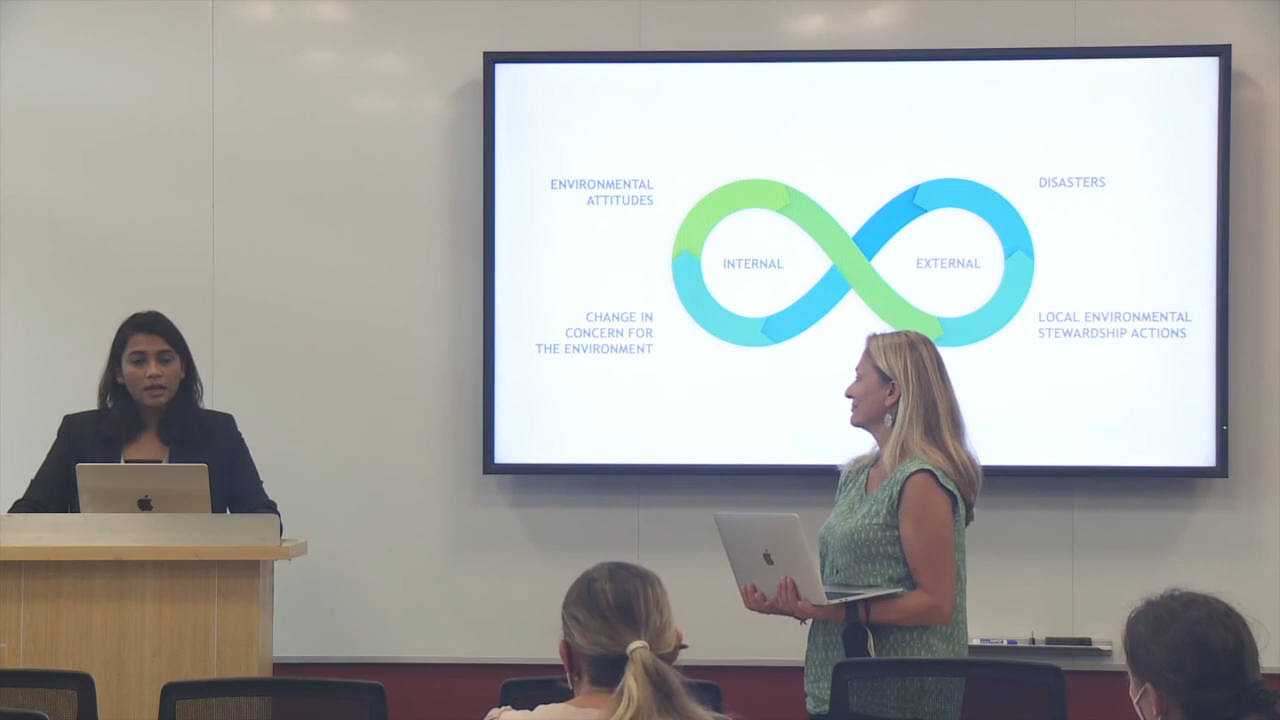 ENVIRONMENTAL
ATTITUDES
DISASTERS
INTERNAL
EXTERNAL
CHANGE IN
CONCERN FOR
THE ENVIRONMENT
LOCAL ENVIRONMENTAL
STEWARDSHIP ACTIONS